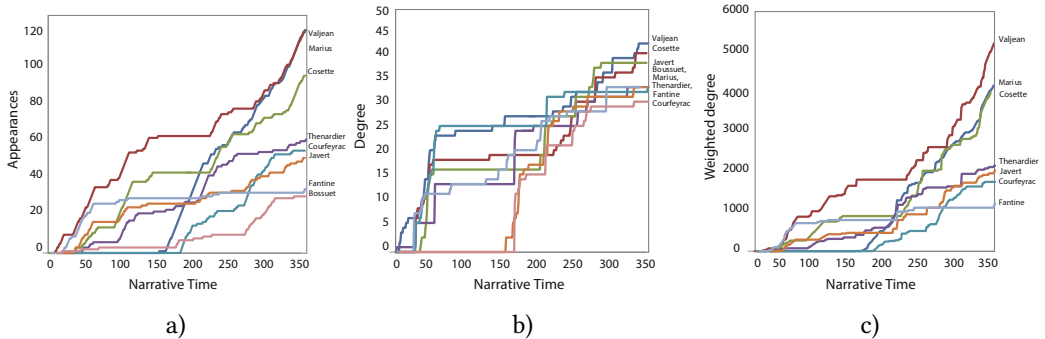 120
100
80
60
40
20
0
Appearances
0 50 100 150 200 250 300 350
Narrative Time
Valjean
Marius
Cosette
Thenardier
Courfeyrac
Javert
Fantine
Bossuet
a)
50
45
40
35
30
25
20
15
10
5
0
Degree
0 50 100 150 200 250 300 350
Narrative Time
Valjean
Cosette
Javert
Boussuet,
Marius,
Thenardier,
Fantine
Courfeyrac
b)
6000
5000
4000
3000
2000
1000
0
Weighted degree
0 50 100 150 200 250 300 350
Narrative Time
Valjean
Marius
Cosette
Thenardier
Javert
Courfeyrac
Fantine
c)